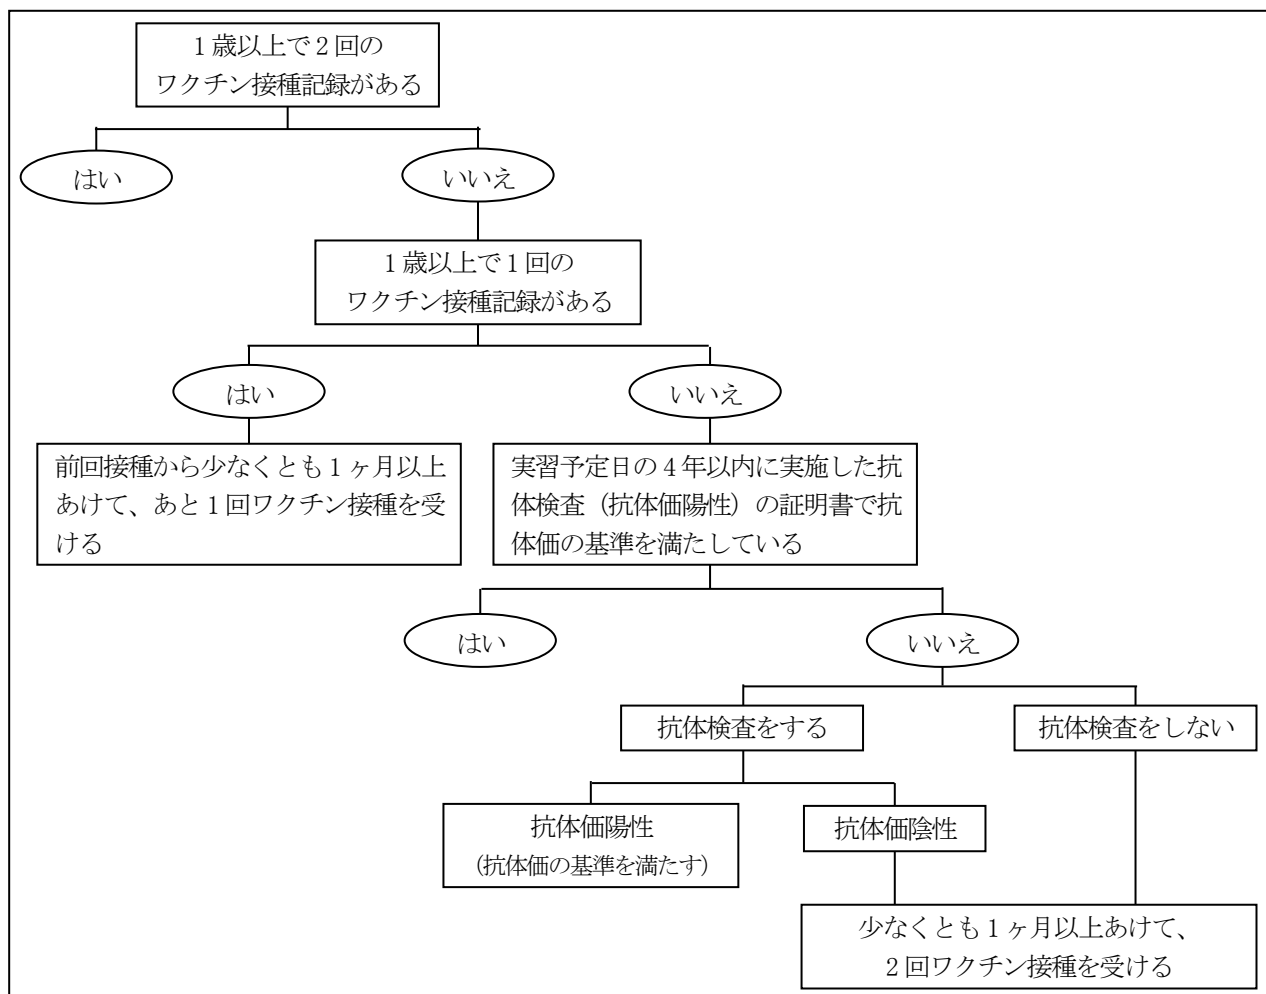 １歳以上で２回の
ワクチン接種記録がある
はい
いいえ
１歳以上で１回の
ワクチン接種記録がある
はい
いいえ
前回接種から少なくとも１ヶ月以上
あけて、あと１回ワクチン接種を受
ける
実習予定日の４年以内に実施した抗
体検査（抗体価陽性）の証明書で抗
体価の基準を満たしている
はい
いいえ
抗体検査をする
抗体検査をしない
抗体価陽性
（抗体価の基準を満たす）
抗体価陰性
少なくとも１ヶ月以上あけて、
２回ワクチン接種を受ける